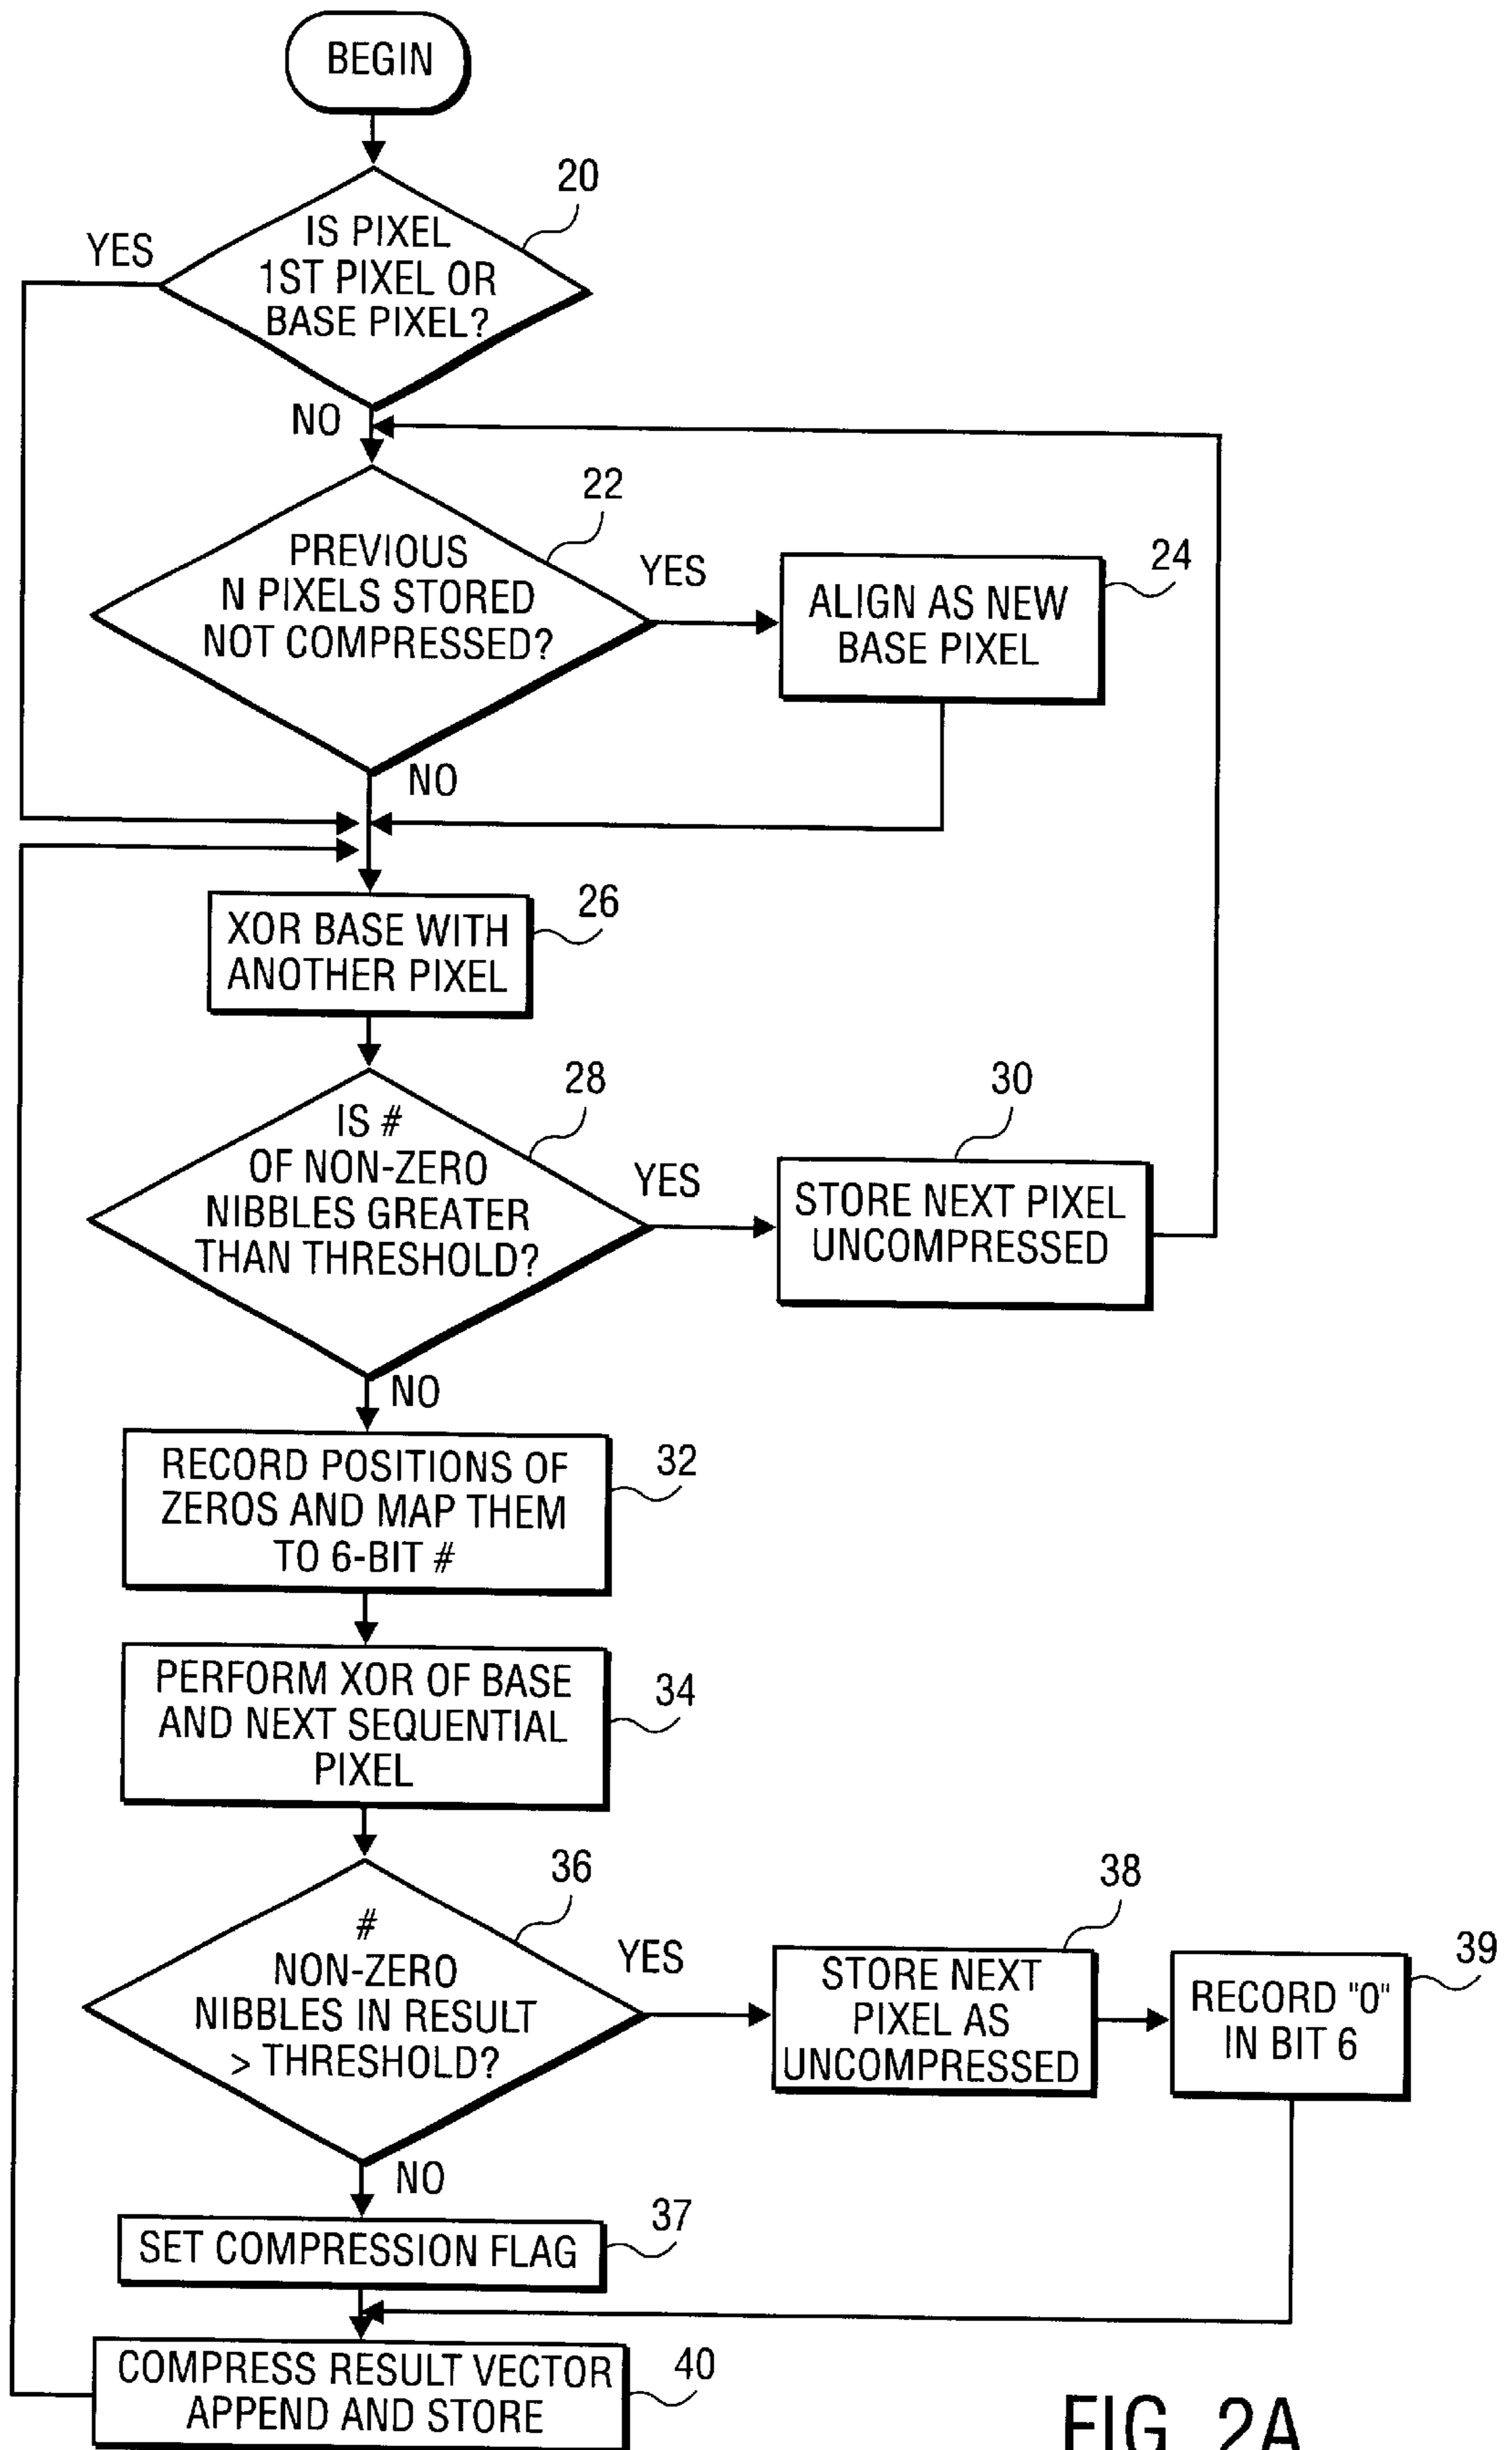 BEGIN
20
YES
IS PIXEL
1ST PIXEL OR
BASE PIXEL?
NO
22
PREVIOUS
N PIXELS STORED
NOT COMPRESSED?
YES
24
ALIGN AS NEW
BASE PIXEL
NO
26
XOR BASE WITH
ANOTHER PIXEL
28
IS #
OF NON-ZERO
NIBBLES GREATER
THAN THRESHOLD?
YES
30
STORE NEXT PIXEL
UNCOMPRESSED
NO
32
RECORD POSITIONS OF
ZEROS AND MAP THEM
TO 6-BIT #
34
PERFORM XOR OF BASE
AND NEXT SEQUENTIAL
PIXEL
36
#
NON-ZERO
NIBBLES IN RESULT
> THRESHOLD?
YES
38
STORE NEXT
PIXEL AS
UNCOMPRESSED
39
RECORD "0"
IN BIT 6
NO
37
SET COMPRESSION FLAG
40
COMPRESS RESULT VECTOR
APPEND AND STORE
FIG. 2A